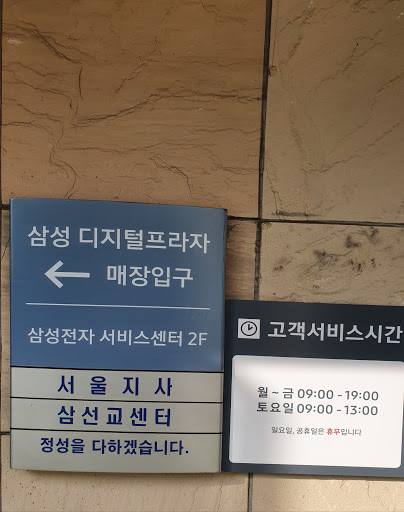 삼성 디지털프라자
← 매장입구
삼성전자 서비스센터 2F
서울지사
삼선교센터
정성을 다하겠습니다.
고객서비스시간
월 ~ 금 09:00 - 19:00
토요일 09:00 - 13:00
일요일, 공휴일은 휴무입니다